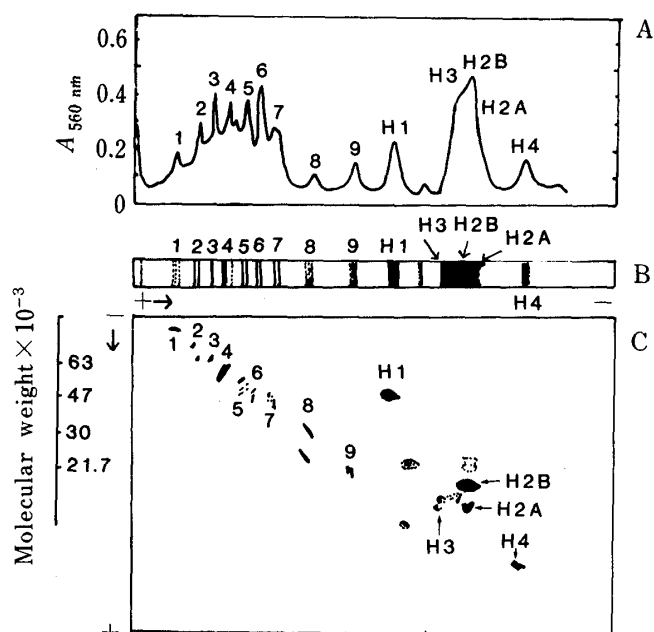 A
0.6
0.4
0.2
0
A 560 nm
1 2 3 4 5 6 7 8 9 H1 H3 H2B H2A H4
B
1 2 3 4 5 6 7 8 9 H1 H3 H2B H2A
+→ H4 −
C
− ↓
Molecular weight × 10⁻³
63
47
30
21.7
1 2 3 4 5 6 7 8 9 H1
H2B
H2A
H3 H4
+